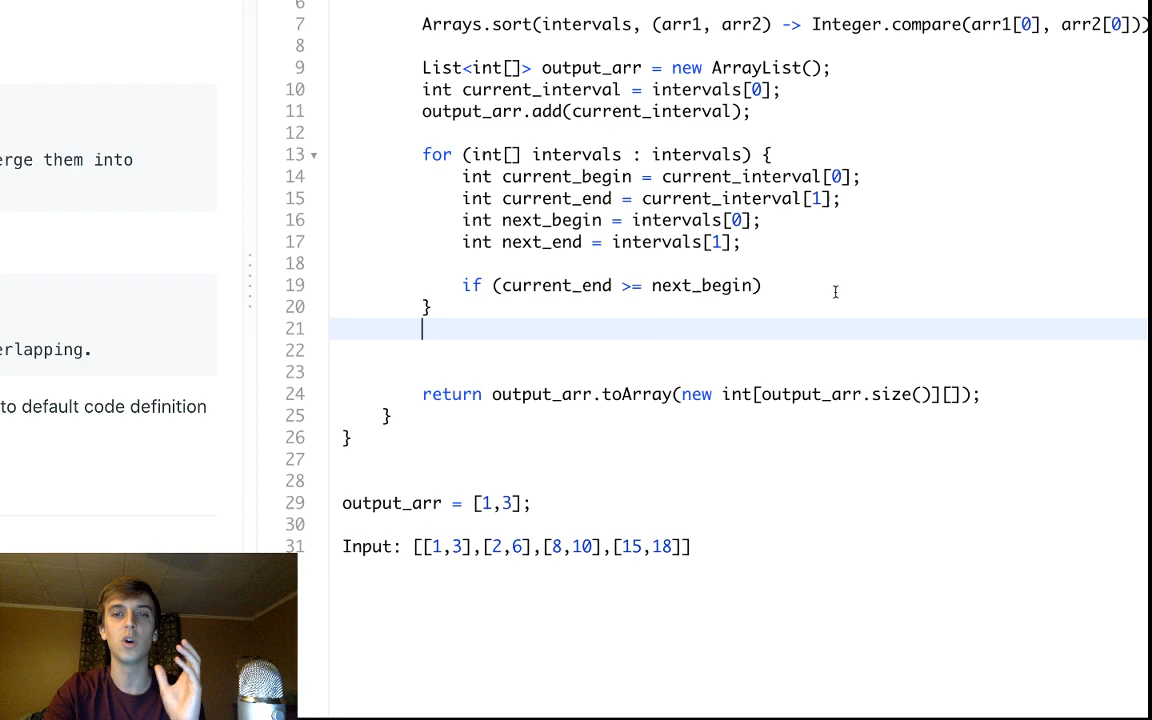 erge them into
erlapping.
to default code definition
6
7 Arrays.sort(intervals, (arr1, arr2) -> Integer.compare(arr1[0], arr2[0]))
8
9 List<int[]> output_arr = new ArrayList();
10 int current_interval = intervals[0];
11 output_arr.add(current_interval);
12
13 for (int[] intervals : intervals) {
14 int current_begin = current_interval[0];
15 int current_end = current_interval[1];
16 int next_begin = intervals[0];
17 int next_end = intervals[1];
18
19 if (current_end >= next_begin)
20 }
21
22
23
24 return output_arr.toArray(new int[output_arr.size()][]);
25 }
26 }
27
28
29 output_arr = [1,3];
30
31 Input: [[1,3],[2,6],[8,10],[15,18]]